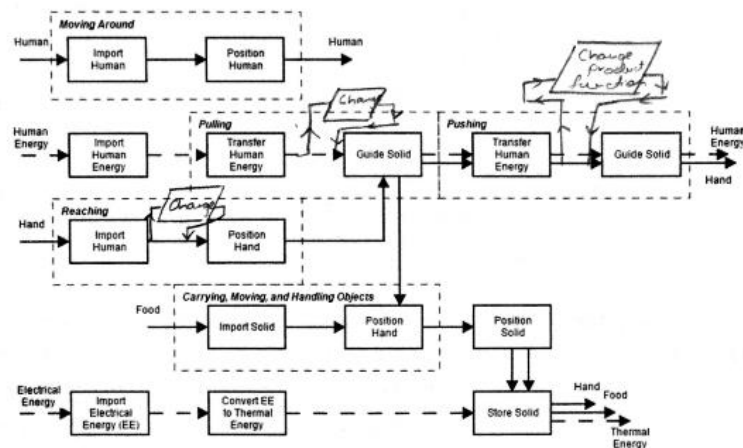 Moving Around
Human
Import
Human
Position
Human
Human
Change
Product
function
Change
Human
Energy
Import
Human
Energy
Pulling
Transfer
Human
Energy
Guide Solid
Pushing
Transfer
Human
Energy
Guide Solid
Human
Energy
Hand
Reaching
Change
Hand
Import
Human
Position
Hand
Carrying, Moving, and Handling Objects
Food
Import Solid
Position
Hand
Position
Solid
Electrical
Energy
Import
Electrical
Energy (EE)
Convert EE
to Thermal
Energy
Store Solid
Hand
Food
Thermal
Energy